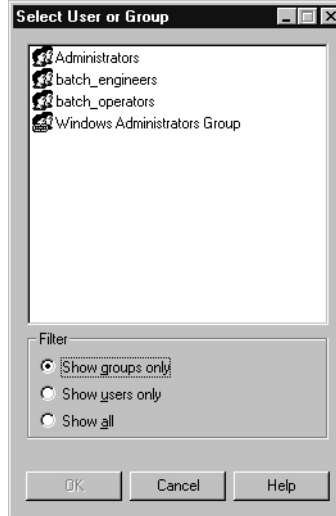 Select User or Group
Administrators
batch_engineers
batch_operators
Windows Administrators Group
Filter
Show groups only
Show users only
Show all
OK Cancel Help